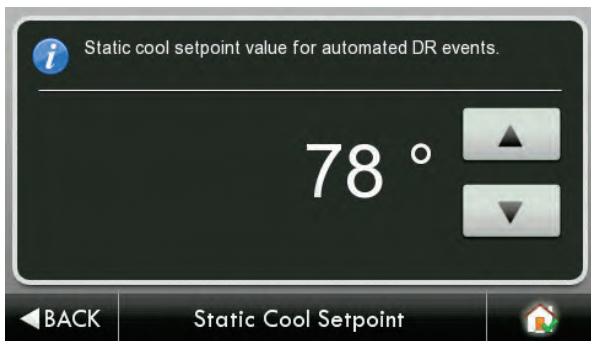 Static cool setpoint value for automated DR events.
78 °
BACK
Static Cool Setpoint